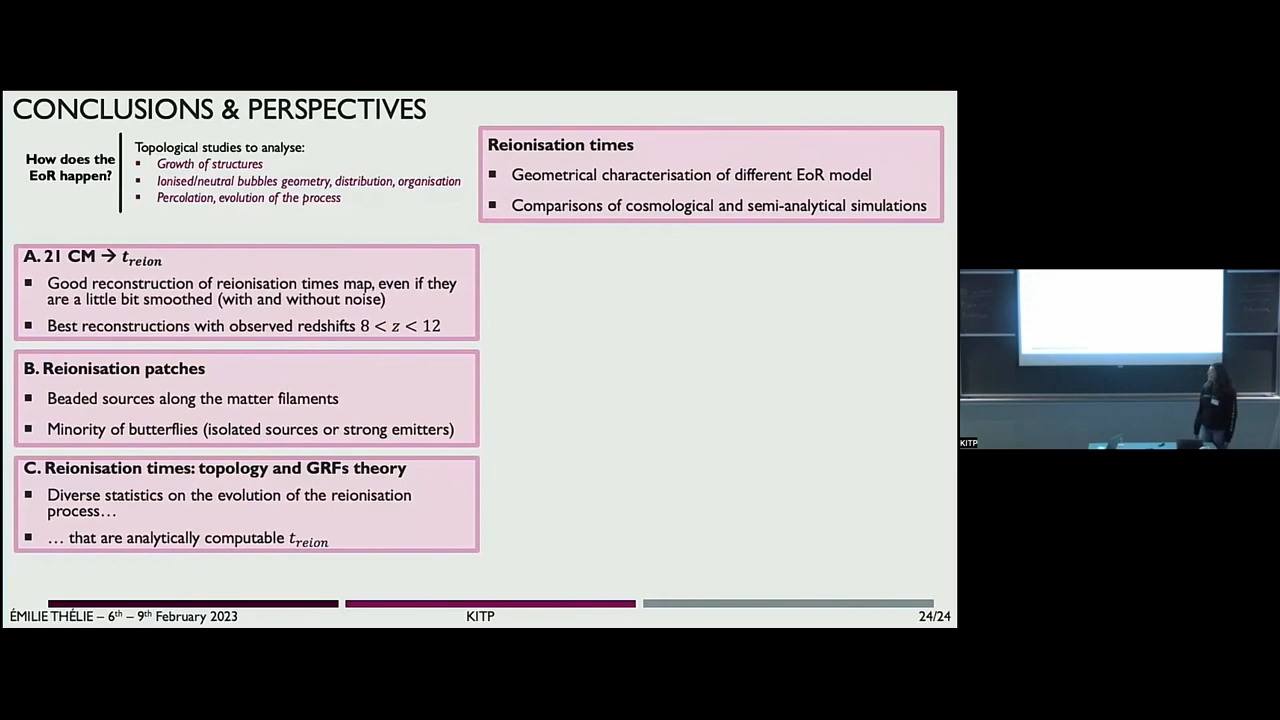 CONCLUSIONS & PERSPECTIVES
How does the
EoR happen?
Topological studies to analyse:
▪ Growth of structures
▪ Ionised/neutral bubbles geometry, distribution, organisation
▪ Percolation, evolution of the process
Reionisation times
▪ Geometrical characterisation of different EoR model
▪ Comparisons of cosmological and semi-analytical simulations
A. 21 CM → t_reion
▪ Good reconstruction of reionisation times map, even if they
are a little bit smoothed (with and without noise)
▪ Best reconstructions with observed redshifts 8 < z < 12
B. Reionisation patches
▪ Beaded sources along the matter filaments
▪ Minority of butterflies (isolated sources or strong emitters)
C. Reionisation times: topology and GRFs theory
▪ Diverse statistics on the evolution of the reionisation
process…
▪ … that are analytically computable t_reion
ÉMILIE THÉLIE – 6th – 9th February 2023
KITP
24/24
KITP